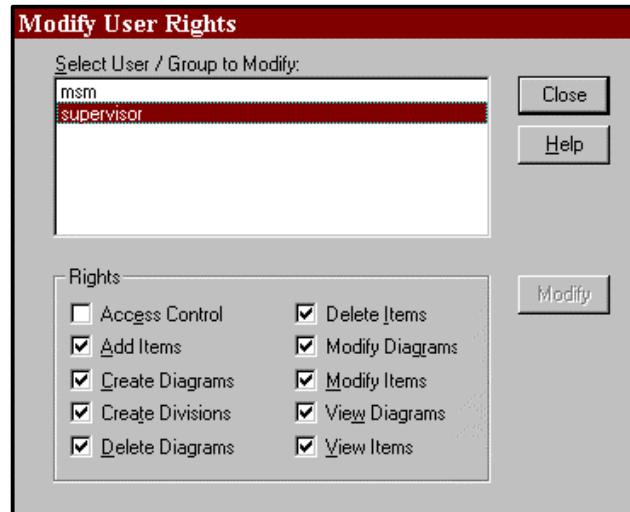 Modify User Rights
Select User / Group to Modify:
msm
supervisor
Close
Help
Rights
Access Control
Add Items
Create Diagrams
Create Divisions
Delete Diagrams
Delete Items
Modify Diagrams
Modify Items
View Diagrams
View Items
Modify